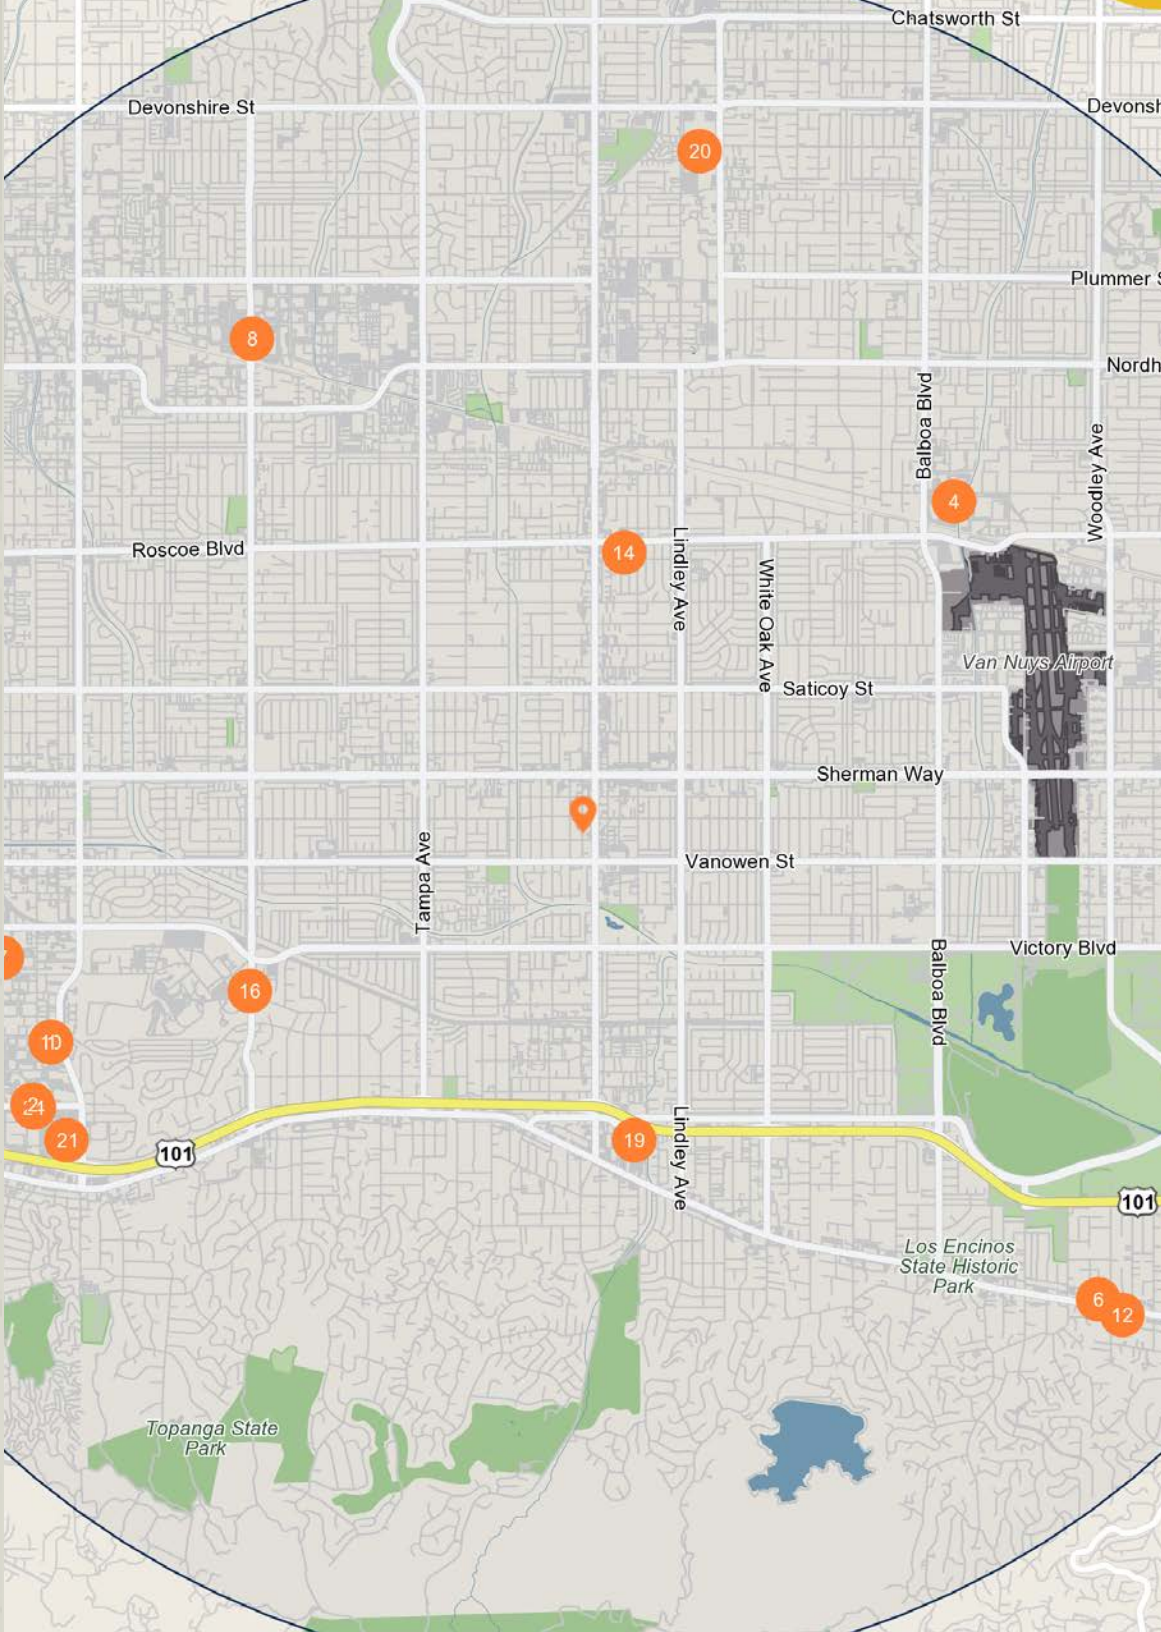 Chatsworth St
Devonshire St
Devonsh
20
Plummer S
8
Nordh
Balboa Blvd
Woodley Ave
4
Roscoe Blvd
14
Lindley Ave
White Oak Ave
Van Nuys Airport
Saticoy St
Sherman Way
Tampa Ave
Vanowen St
Balboa Blvd
Victory Blvd
7
16
10
24
21
101
19
Lindley Ave
101
Los Encinos
State Historic
Park
6
12
Topanga State
Park